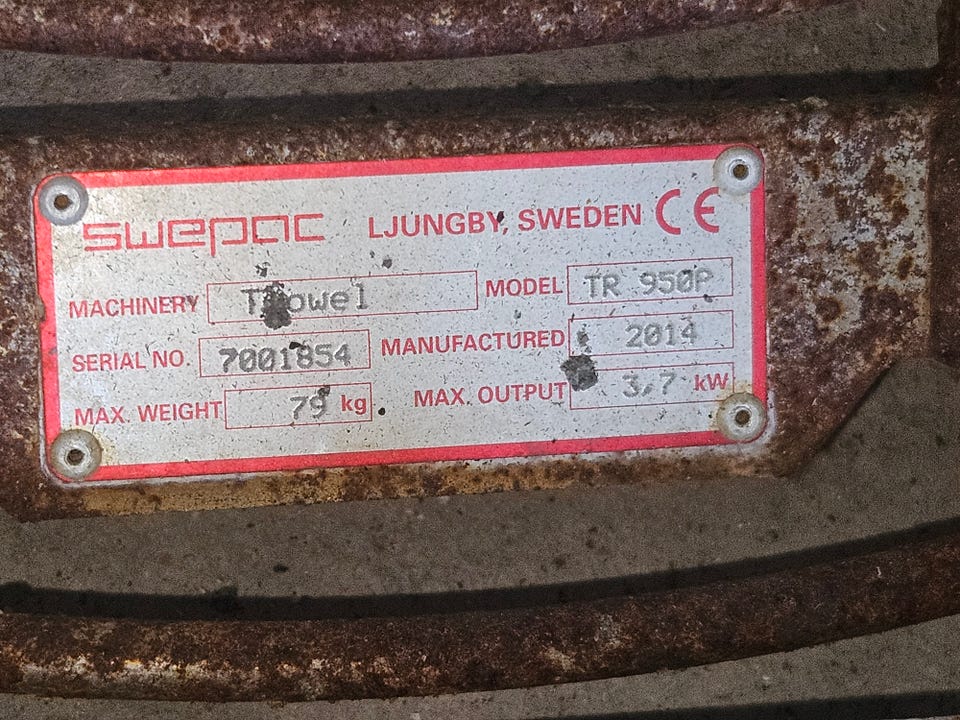 swepac LJUNGBY, SWEDEN CE
MACHINERY Trowel MODEL TR 950P
SERIAL NO. 7001854 MANUFACTURED 2014
MAX. WEIGHT 79 kg MAX. OUTPUT 3,7 kW